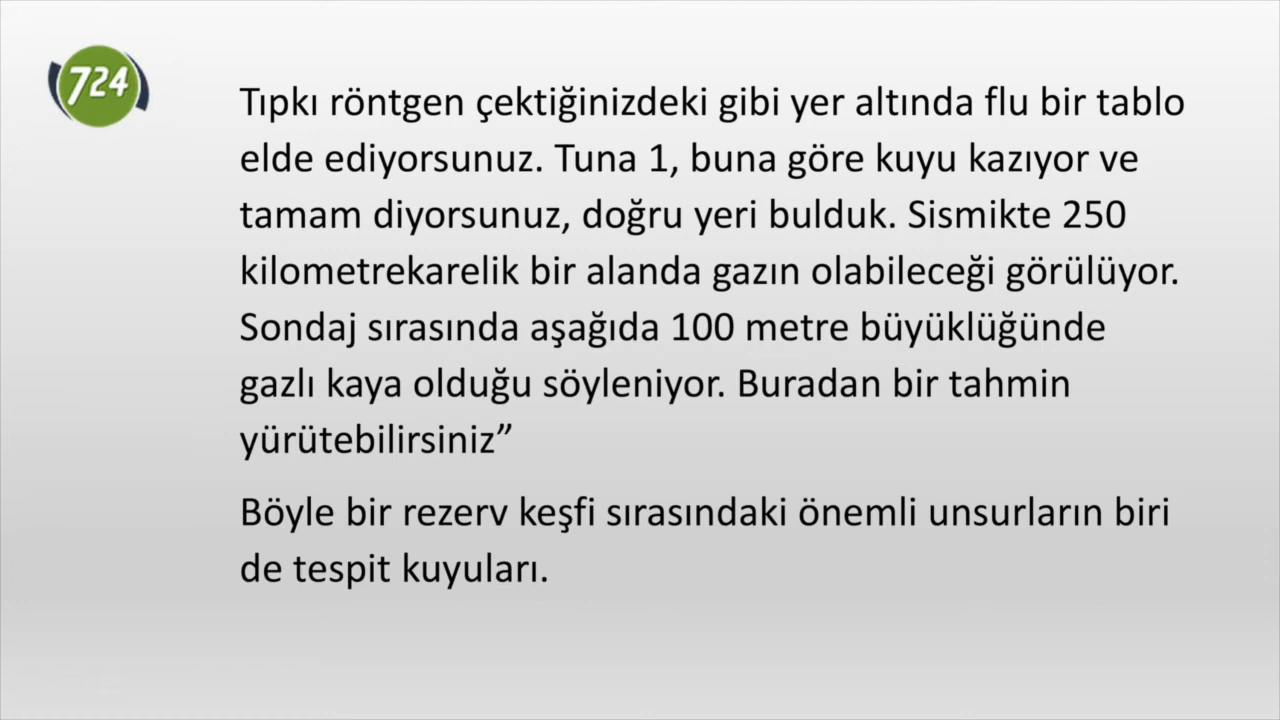 724
Tıpkı röntgen çektiğinizdeki gibi yer altında flu bir tablo
elde ediyorsunuz. Tuna 1, buna göre kuyu kazıyor ve
tamam diyorsunuz, doğru yeri bulduk. Sismikte 250
kilometrekarelik bir alanda gazın olabileceği görülüyor.
Sondaj sırasında aşağıda 100 metre büyüklüğünde
gazlı kaya olduğu söyleniyor. Buradan bir tahmin
yürütebilirsiniz”
Böyle bir rezerv keşfi sırasındaki önemli unsurların biri
de tespit kuyuları.